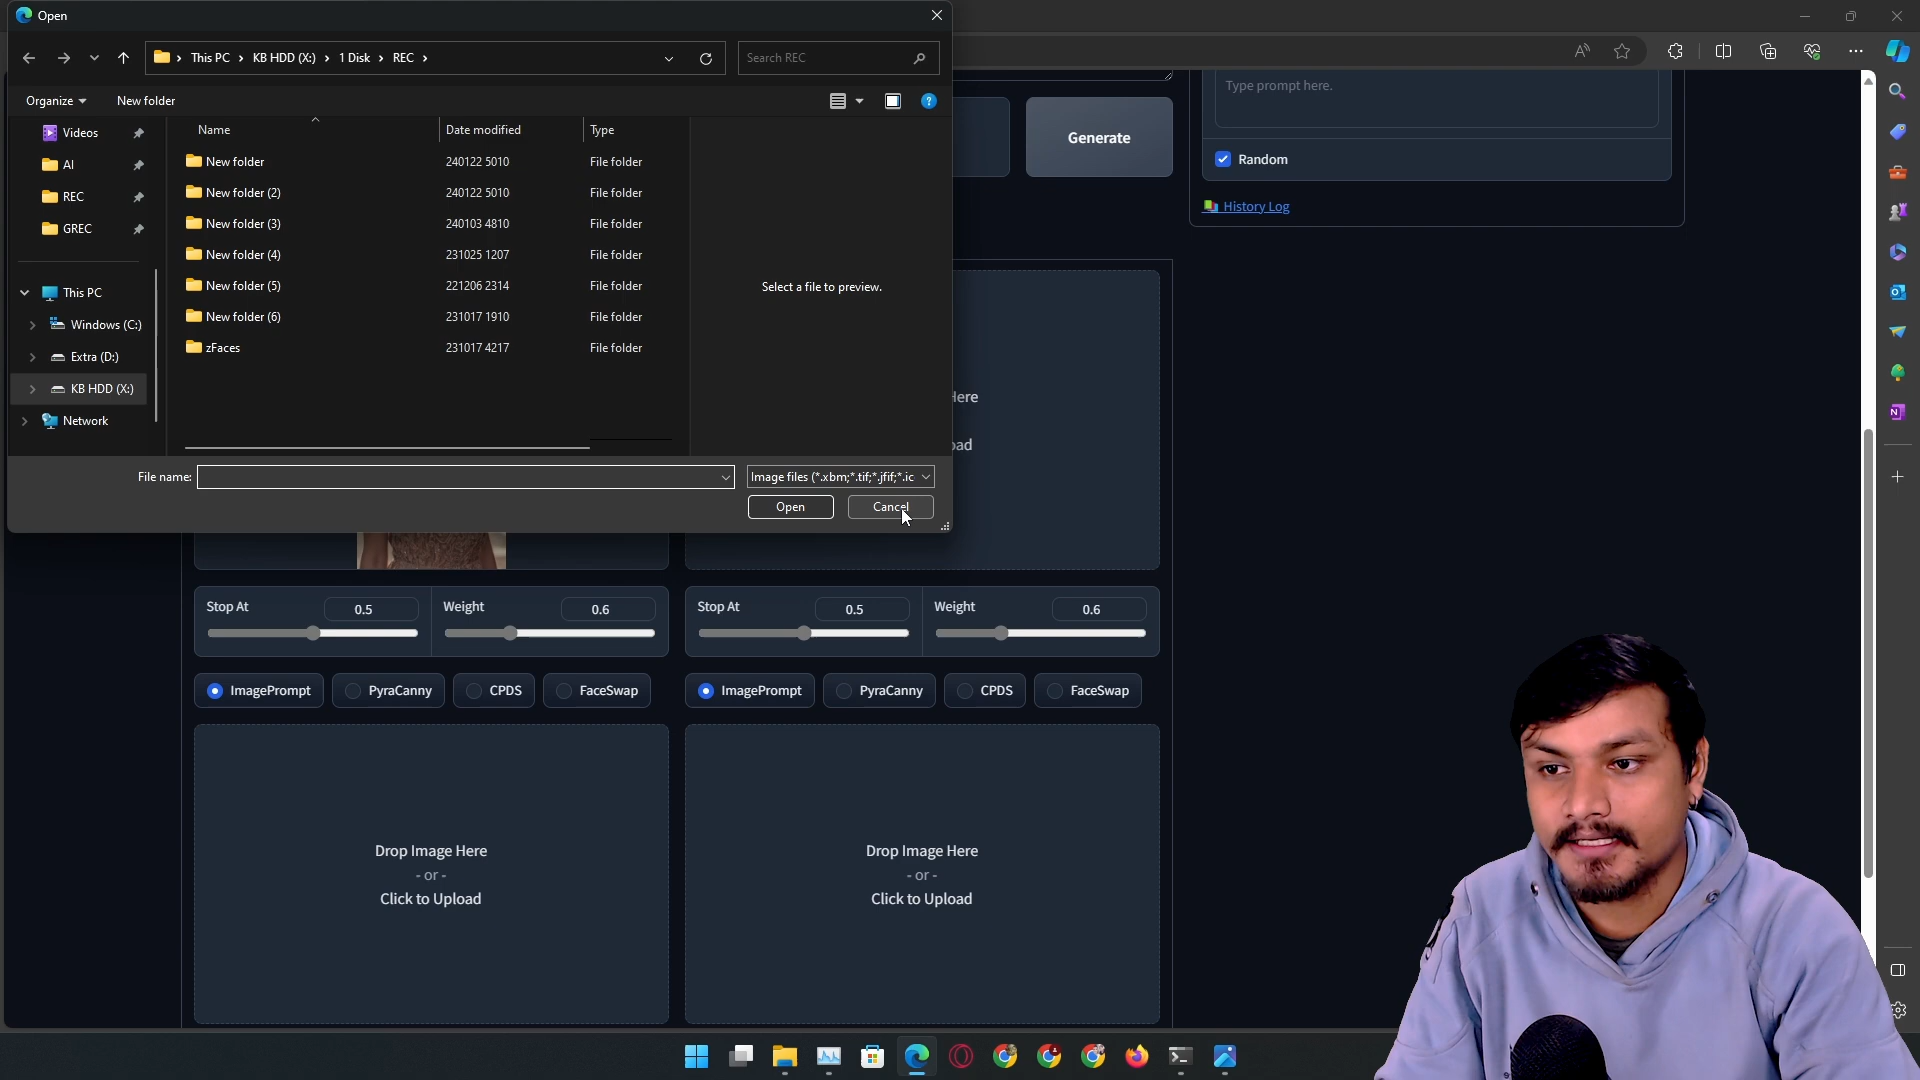 Open
This PC > KB HDD (X:) > 1 Disk > REC >
Search REC
Organize
New folder
Videos
AI
REC
GREC
This PC
Windows (C:)
Extra (D:)
KB HDD (X:)
Network
Name Date modified Type
New folder 240122 5010 File folder
New folder (2) 240122 5010 File folder
New folder (3) 240103 4810 File folder
New folder (4) 231025 1207 File folder
New folder (5) 221206 2314 File folder
New folder (6) 231017 1910 File folder
zFaces 231017 4217 File folder
Select a file to preview.
File name:
Image files (*.xbm;*.tif;*.jfif;*.ic
Open
Cancel
Generate
Type prompt here.
Random
History Log
Here
oad
Stop At 0.5 Weight 0.6
Stop At 0.5 Weight 0.6
ImagePrompt PyraCanny CPDS FaceSwap
ImagePrompt PyraCanny CPDS FaceSwap
Drop Image Here
- or -
Click to Upload
Drop Image Here
- or -
Click to Upload